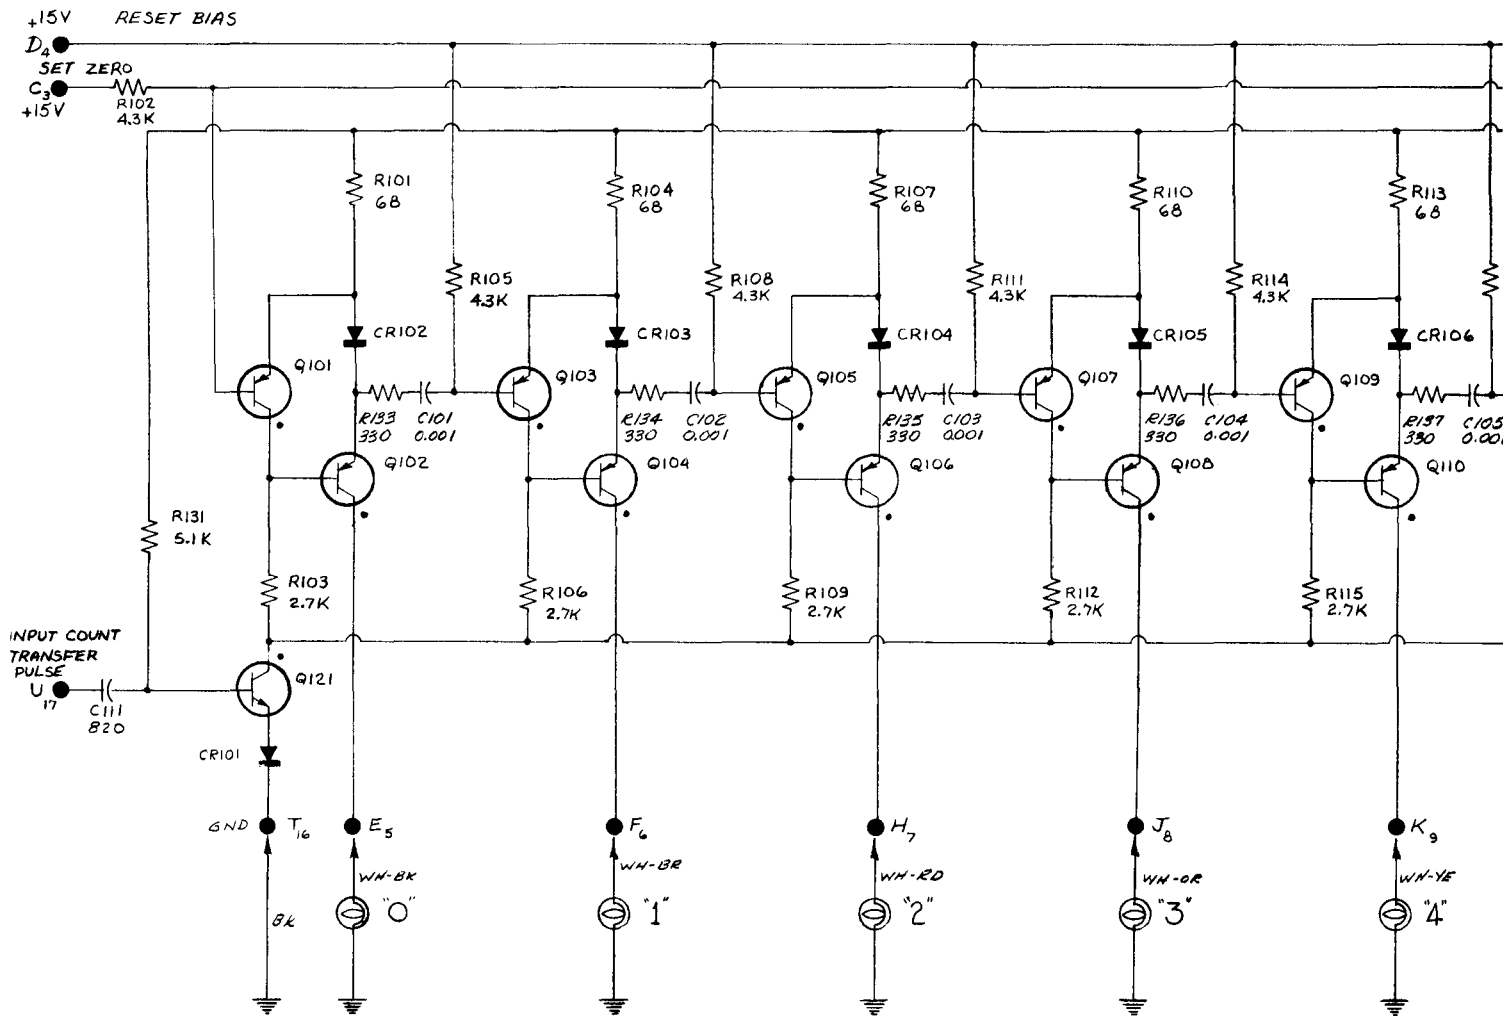 +15V RESET BIAS
D4
SET ZERO
C3
+15V
R102
4.3K
R101
68
R104
68
R107
68
R110
68
R113
68
R105
4.3K
R108
4.3K
R111
4.3K
R114
4.3K
CR102
CR103
CR104
CR105
CR106
Q101
Q103
Q105
Q107
Q109
R133
330
C101
0.001
R134
330
C102
0.001
R135
330
C103
0.001
R136
330
C104
0.001
R137
330
C105
0.001
Q102
Q104
Q106
Q108
Q110
R131
5.1K
R103
2.7K
R106
2.7K
R109
2.7K
R112
2.7K
R115
2.7K
INPUT COUNT
TRANSFER
PULSE
U17
C111
820
Q121
CR101
GND T16
E5
F6
H7
J8
K9
WH-BK
WH-BR
WH-RD
WH-OR
WH-YE
BK
"0"
"1"
"2"
"3"
"4"